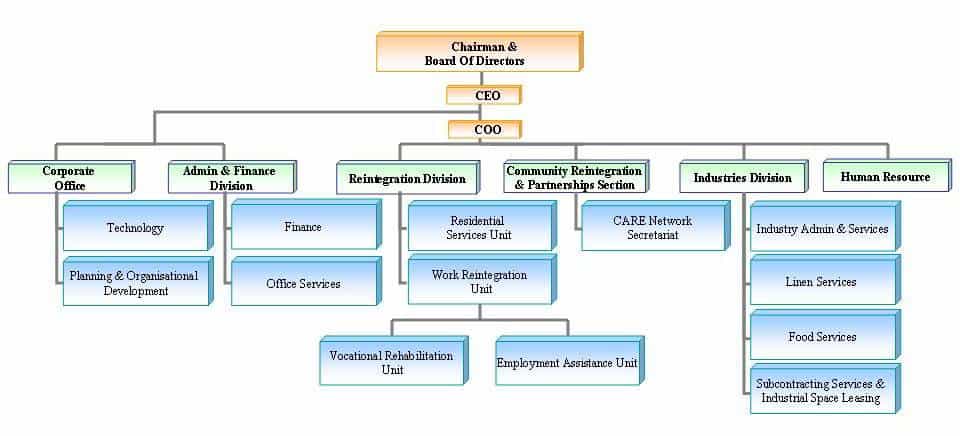 Chairman &
Board Of Directors
CEO
COO
Corporate
Office
Admin & Finance
Division
Reintegration Division
Community Reintegration
& Partnerships Section
Industries Division
Human Resource
Technology
Planning & Organisational
Development
Finance
Office Services
Residential
Services Unit
Work Reintegration
Unit
Vocational Rehabilitation
Unit
Employment Assistance Unit
CARE Network
Secretariat
Industry Admin & Services
Linen Services
Food Services
Subcontracting Services &
Industrial Space Leasing